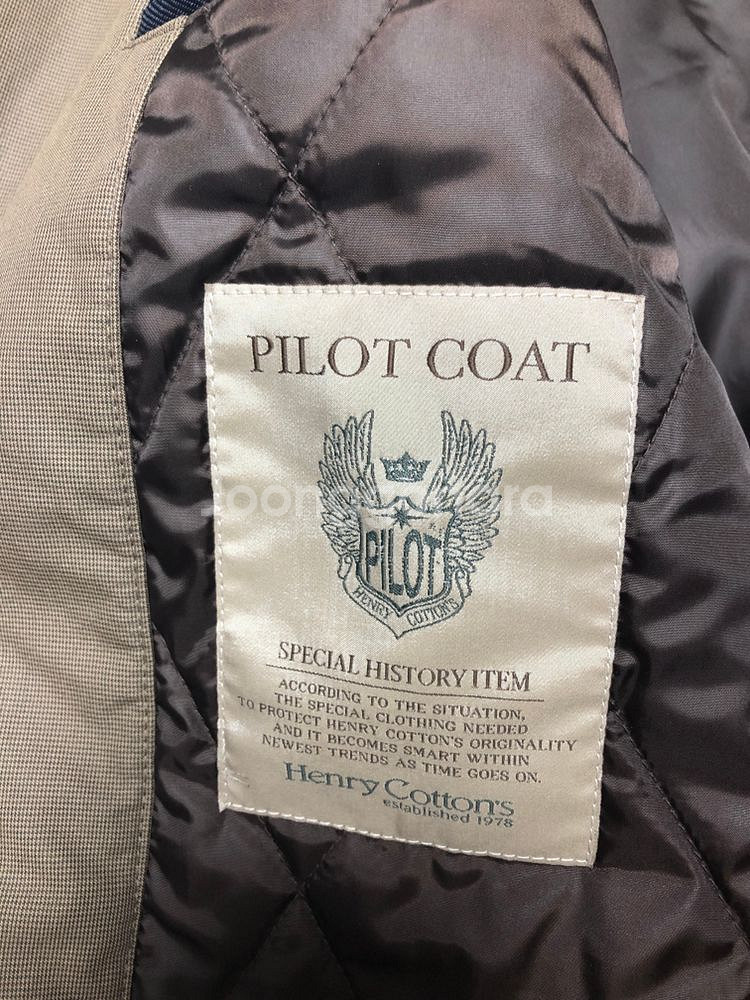 PILOT COAT
PILOT
HENRY COTTON'S
SPECIAL HISTORY ITEM
ACCORDING TO THE SITUATION,
THE SPECIAL CLOTHING NEEDED
TO PROTECT HENRY COTTON'S ORIGINALITY
AND IT BECOMES SMART WITHIN
NEWEST TRENDS AS TIME GOES ON.
Henry Cotton's
established 1978